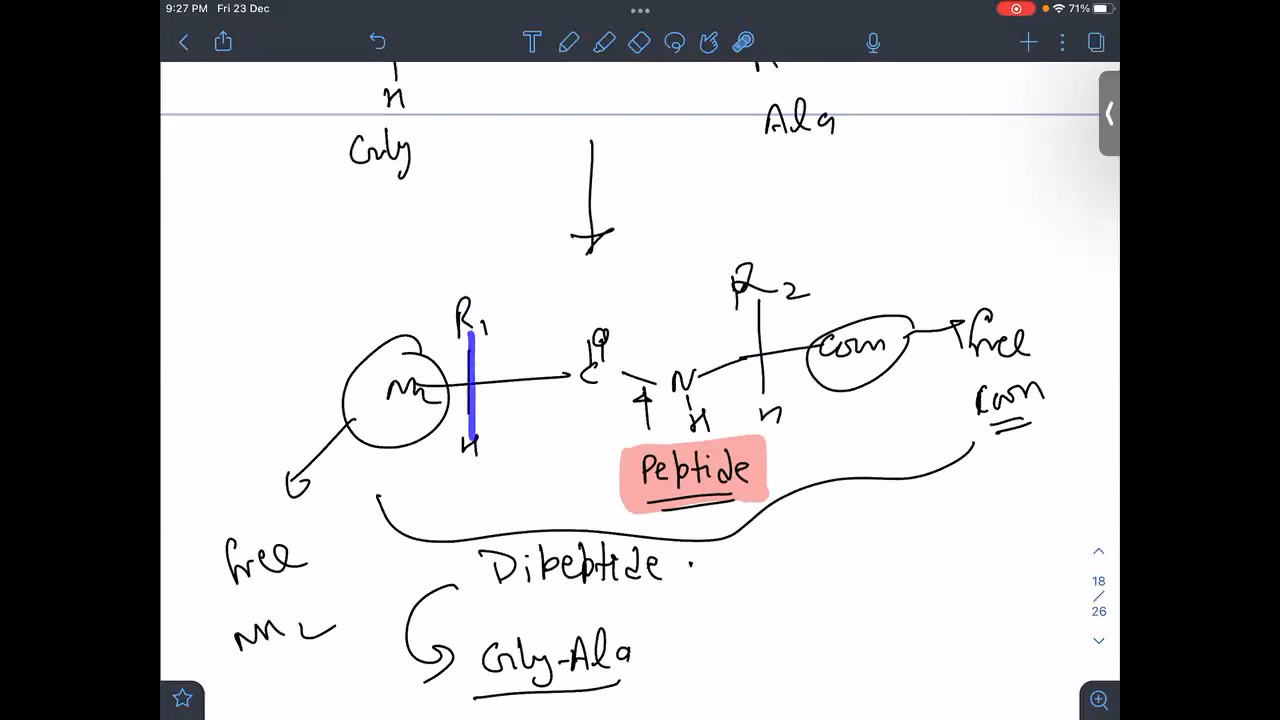 9:27 PM Fri 23 Dec
71%
H
Gly
Ala
R1
R2
NH2
C
O
N
H
COOH
free
COOH
H
H
Peptide
Dipeptide
free
NH2
Gly-Ala
18
/
26